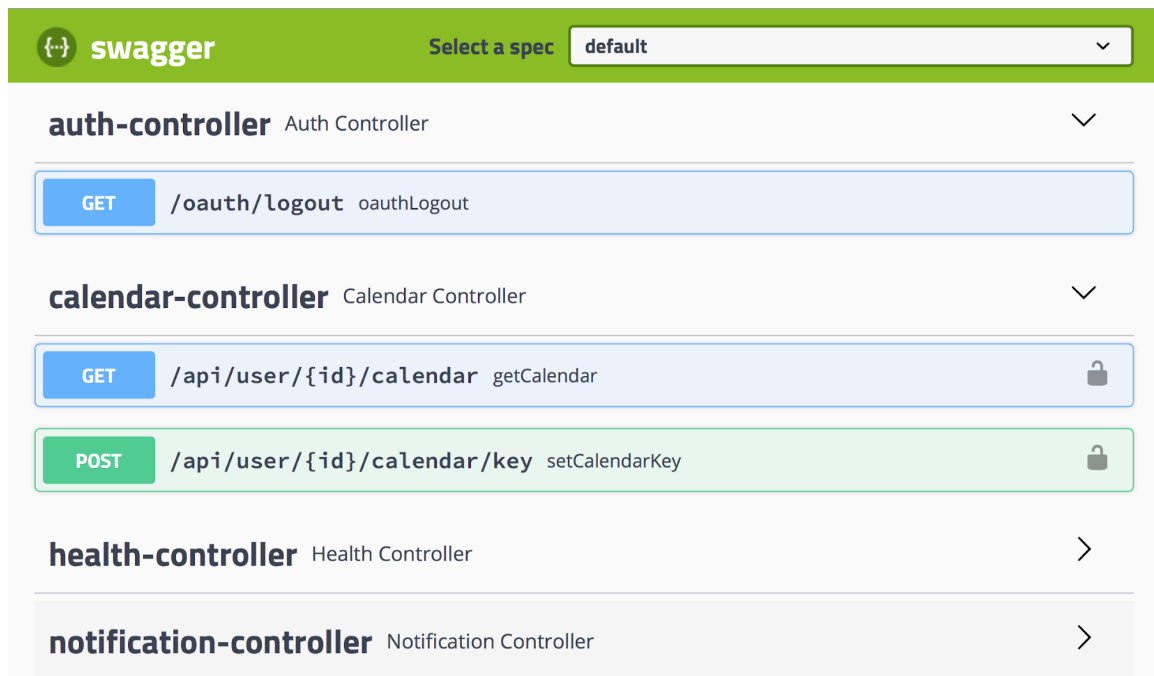 {···} swagger Select a spec default
auth-controller Auth Controller
GET /oauth/logout oauthLogout
calendar-controller Calendar Controller
GET /api/user/{id}/calendar getCalendar
POST /api/user/{id}/calendar/key setCalendarKey
health-controller Health Controller
notification-controller Notification Controller